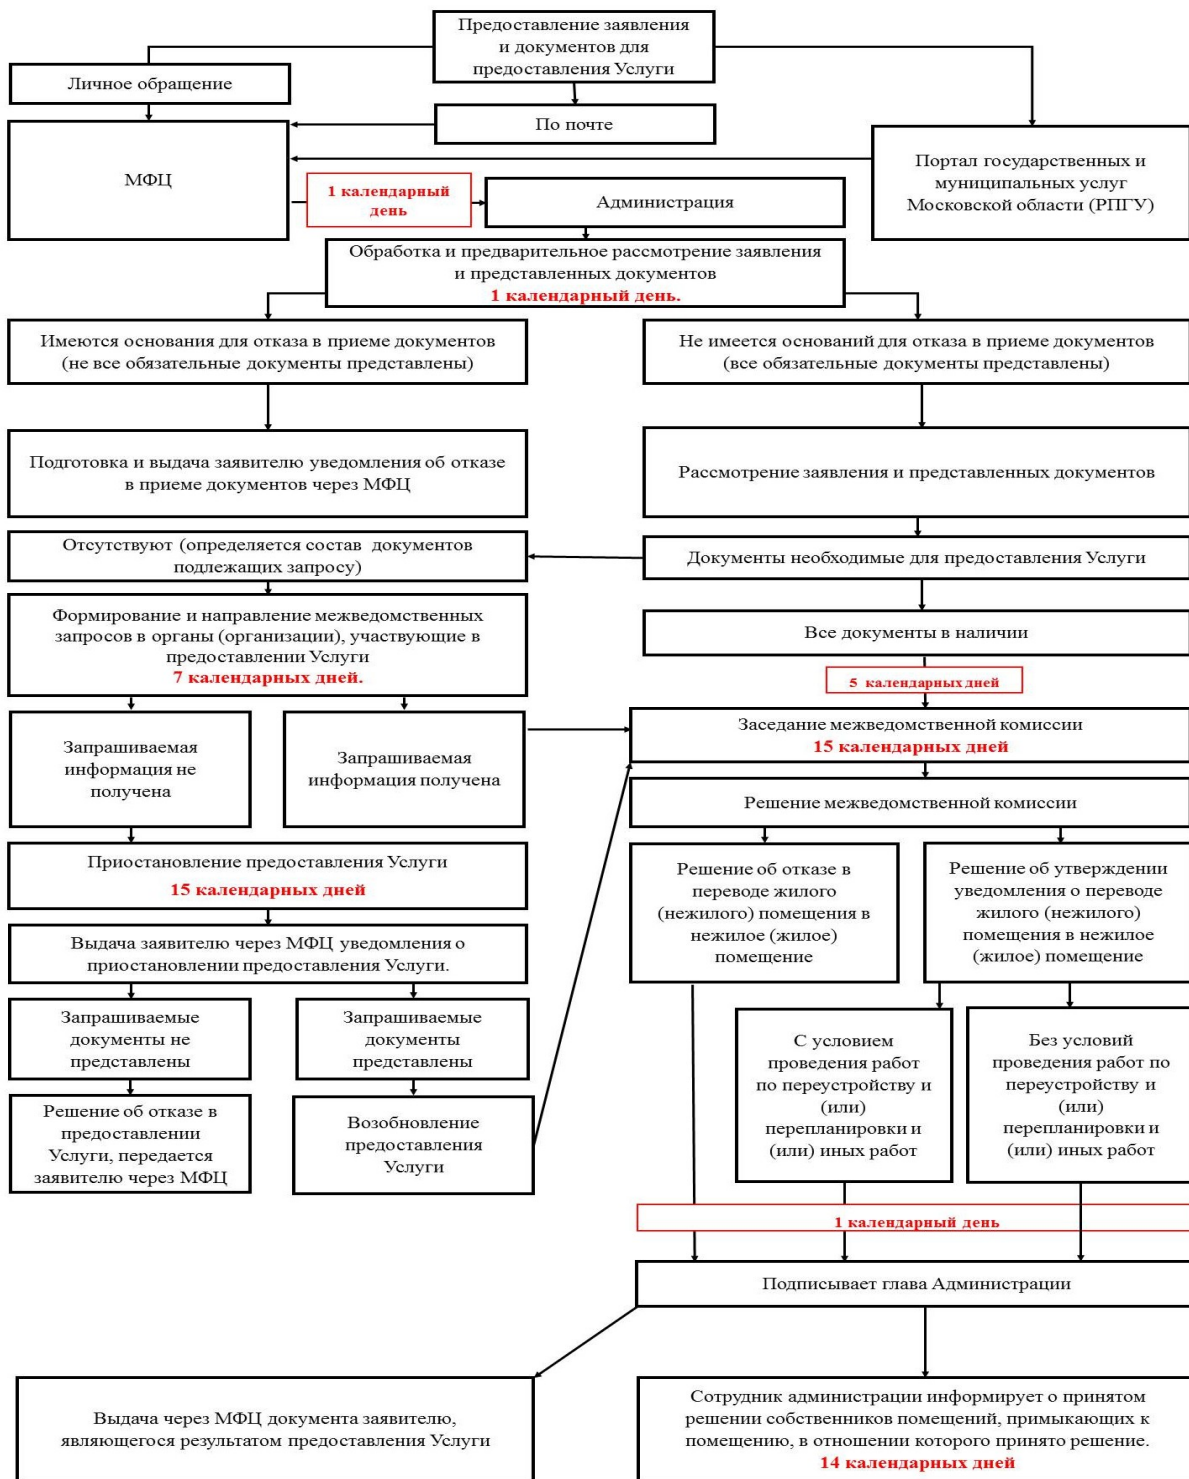 Предоставление заявления
и документов для
предоставления Услуги
Личное обращение
По почте
МФЦ
Портал государственных и
муниципальных услуг
Московской области (РПГУ)
1 календарный
день
Администрация
Обработка и предварительное рассмотрение заявления
и представленных документов
1 календарный день.
Имеются основания для отказа в приеме документов
(не все обязательные документы представлены)
Не имеется оснований для отказа в приеме документов
(все обязательные документы представлены)
Подготовка и выдача заявителю уведомления об отказе
в приеме документов через МФЦ
Рассмотрение заявления и представленных документов
Отсутствуют (определяется состав документов
подлежащих запросу)
Документы необходимые для предоставления Услуги
Формирование и направление межведомственных
запросов в органы (организации), участвующие в
предоставлении Услуги
7 календарных дней.
Все документы в наличии
5 календарных дней
Запрашиваемая
информация не
получена
Запрашиваемая
информация получена
Заседание межведомственной комиссии
15 календарных дней
Решение межведомственной комиссии
Приостановление предоставления Услуги
15 календарных дней
Решение об отказе в
переводе жилого
(нежилого) помещения в
нежилое (жилое)
помещение
Решение об утверждении
уведомления о переводе
жилого (нежилого)
помещения в нежилое
(жилое) помещение
Выдача заявителю через МФЦ уведомления о
приостановлении предоставления Услуги.
Запрашиваемые
документы не
представлены
Запрашиваемые
документы
представлены
С условием
проведения работ
по переустройству и
(или)
перепланировки и
(или) иных работ
Без условий
проведения работ по
переустройству и
(или)
перепланировки и
(или) иных работ
Решение об отказе в
предоставлении
Услуги, передается
заявителю через МФЦ
Возобновление
предоставления
Услуги
1 календарный день
Подписывает глава Администрации
Выдача через МФЦ документа заявителю,
являющегося результатом предоставления Услуги
Сотрудник администрации информирует о принятом
решении собственников помещений, примыкающих к
помещению, в отношении которого принято решение.
14 календарных дней